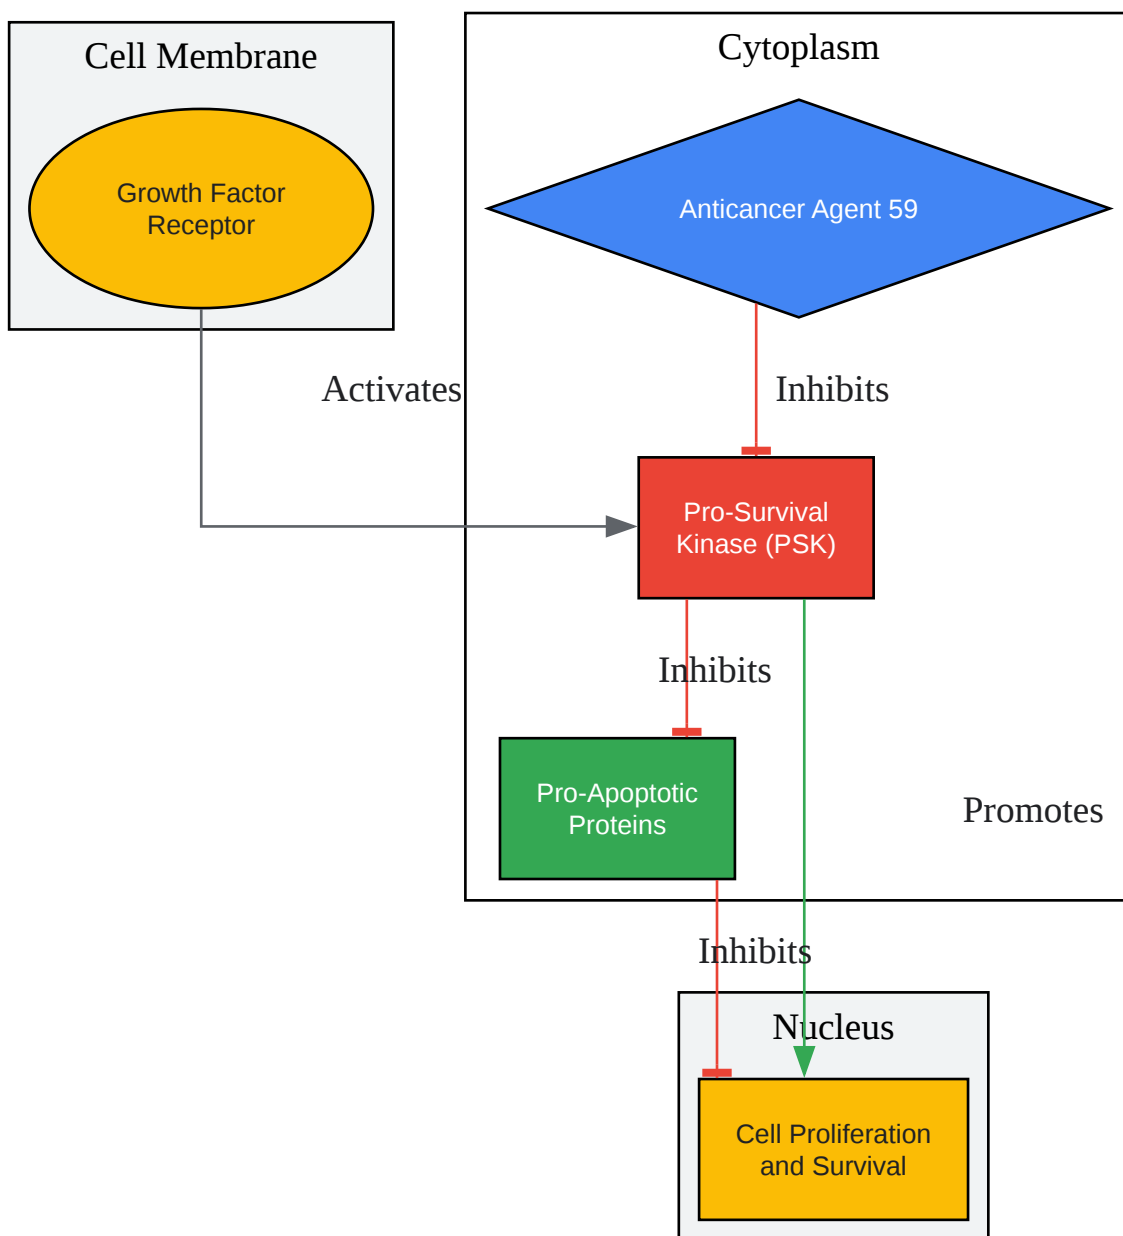 Cell Membrane
Cytoplasm
Growth Factor
Receptor
Anticancer Agent 59
Activates
Inhibits
Pro-Survival
Kinase (PSK)
Inhibits
Pro-Apoptotic
Proteins
Promotes
Inhibits
Nucleus
Cell Proliferation
and Survival